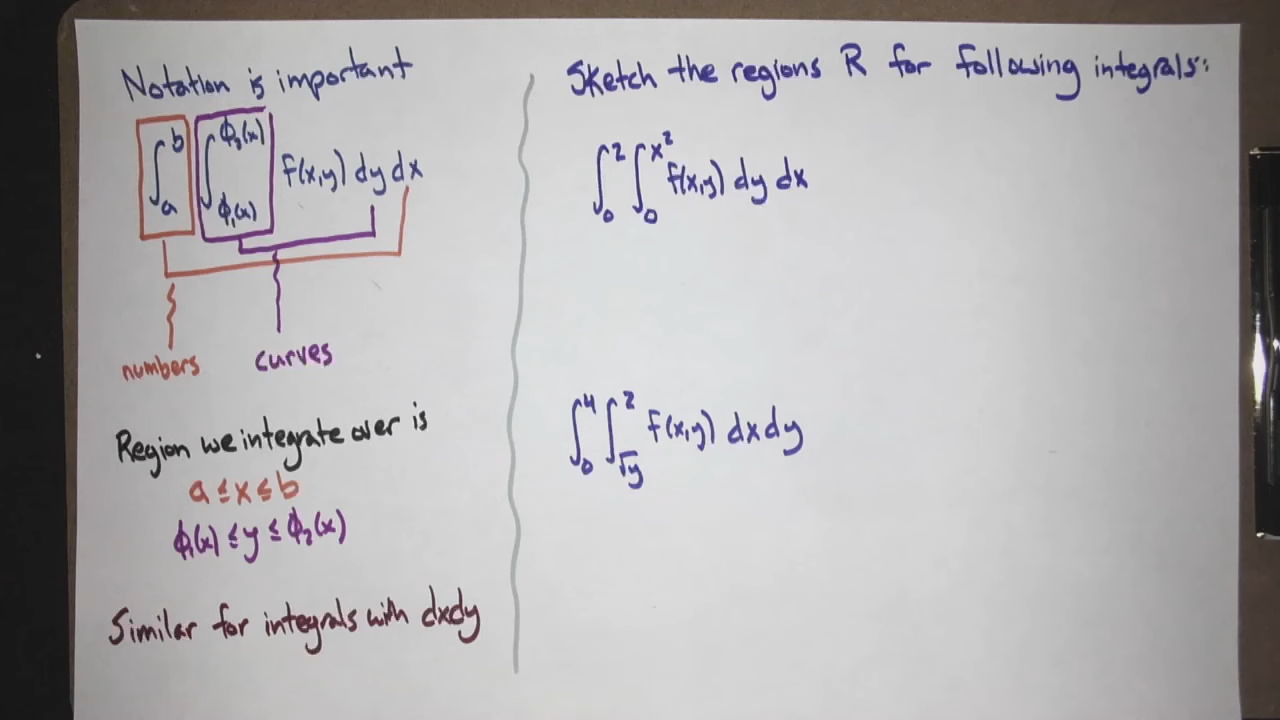 Notation is important
∫_a^b ∫_{ϕ₁(x)}^{ϕ₂(x)} f(x,y) dy dx
numbers
curves
Region we integrate over is
a ≤ x ≤ b
ϕ₁(x) ≤ y ≤ ϕ₂(x)
Similar for integrals with dxdy
Sketch the regions R for following integrals:
∫_0^2 ∫_0^{x²} f(x,y) dy dx
∫_0^4 ∫_{√y}^2 f(x,y) dx dy